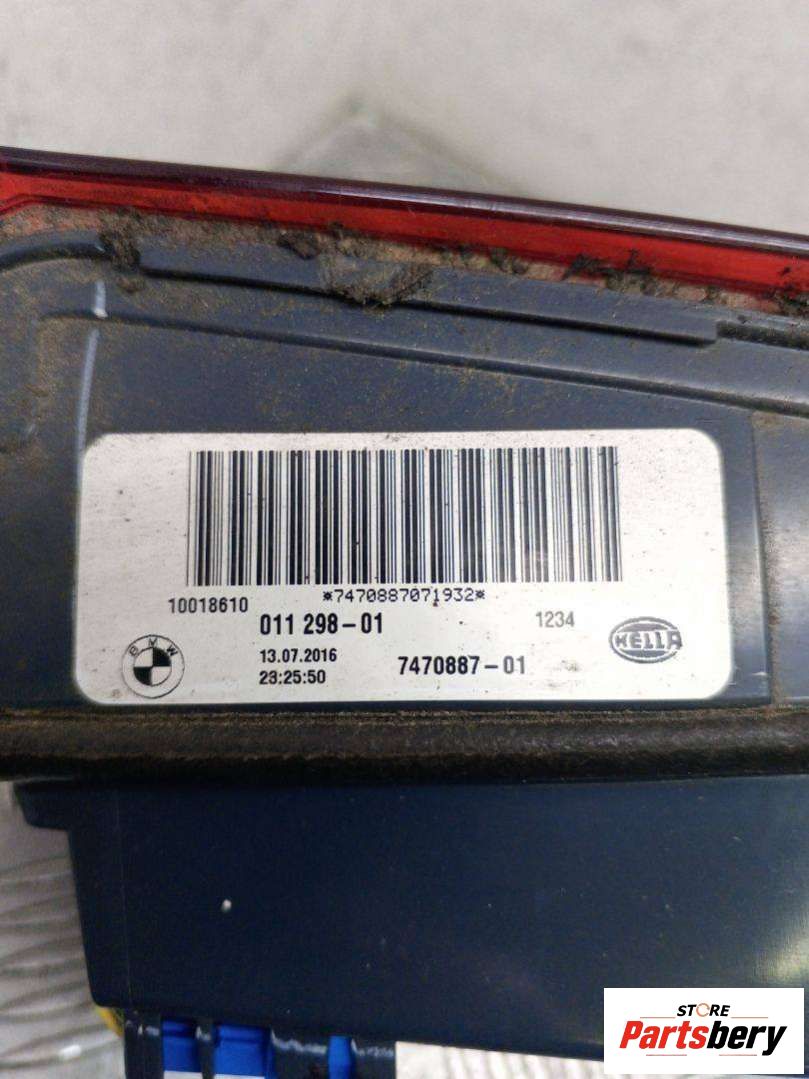 *7470887071932*
10018610
011 298-01
1234
BMW
HELLA
13.07.2016
7470887-01
23:25:50
STORE
Partsbery